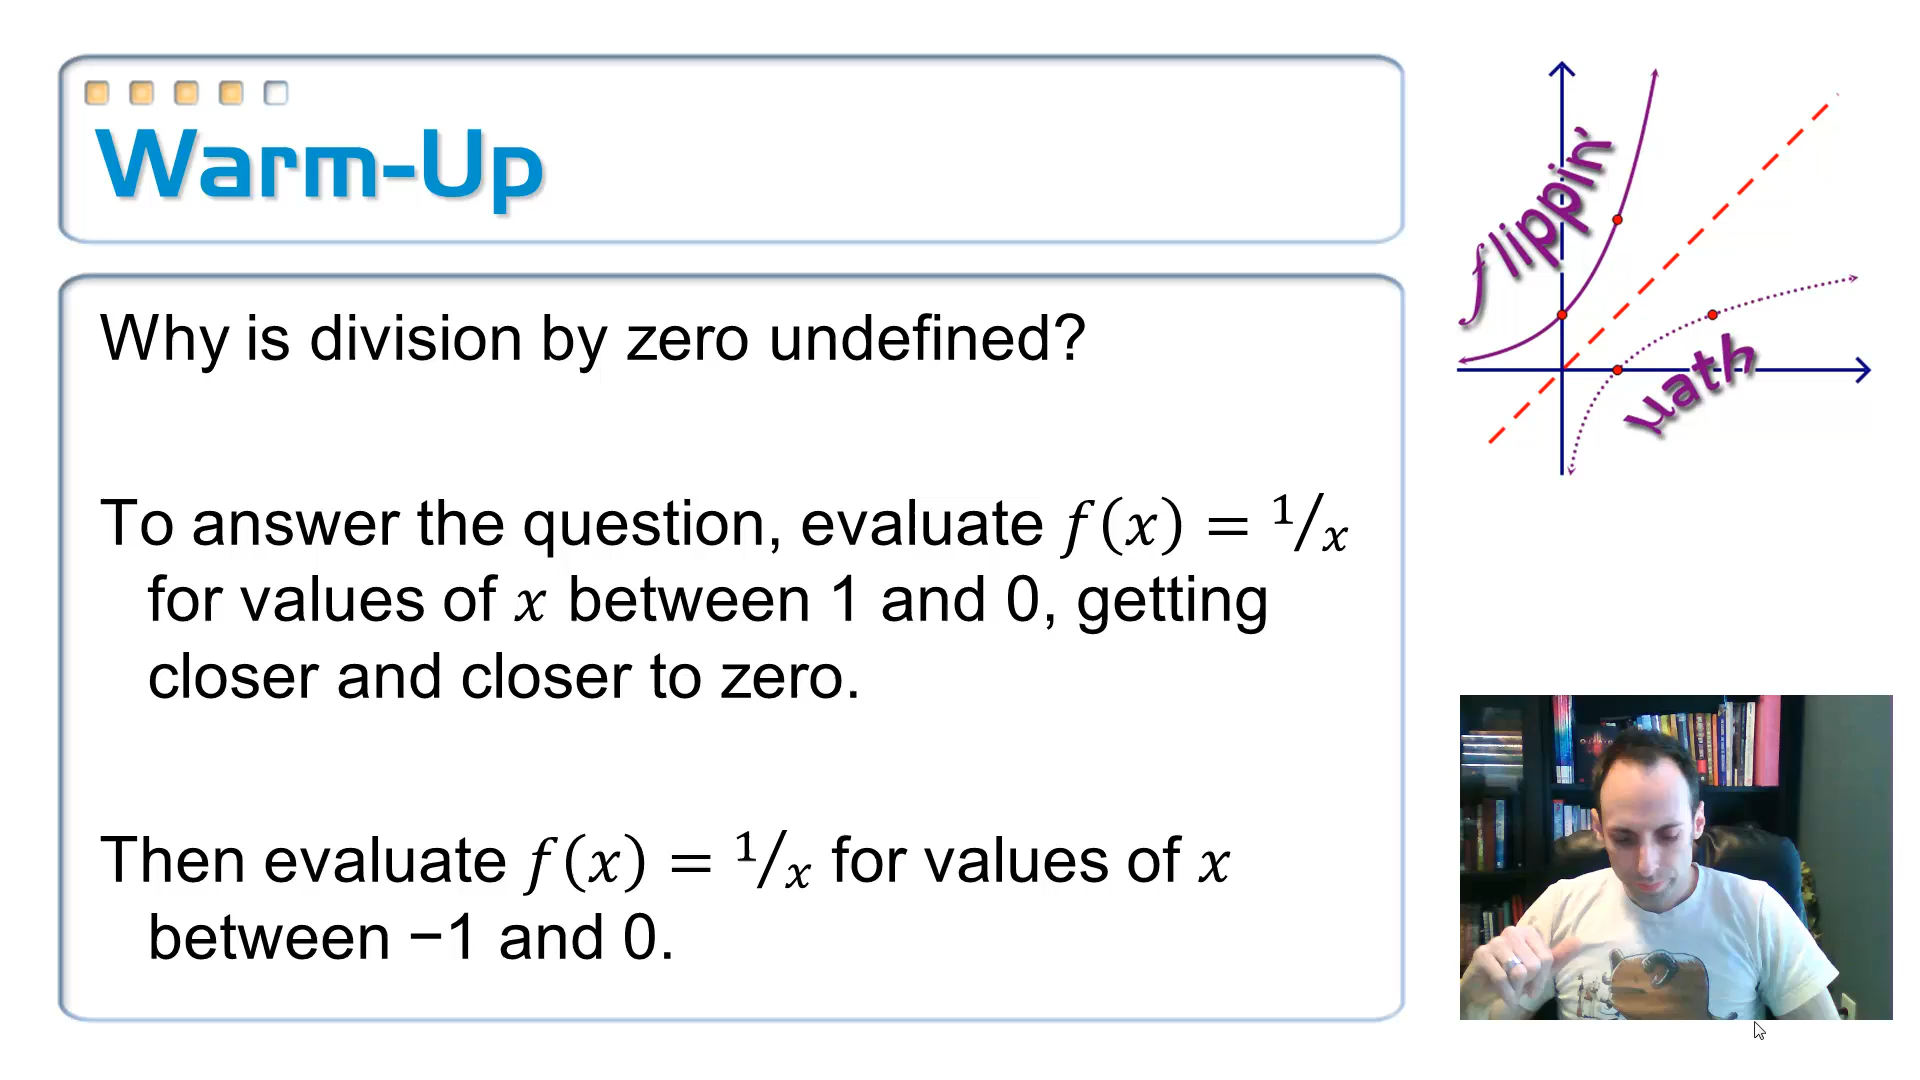 Warm-Up
Why is division by zero undefined?
To answer the question, evaluate f(x) = 1/x
for values of x between 1 and 0, getting
closer and closer to zero.
Then evaluate f(x) = 1/x for values of x
between −1 and 0.
flippin'
μath